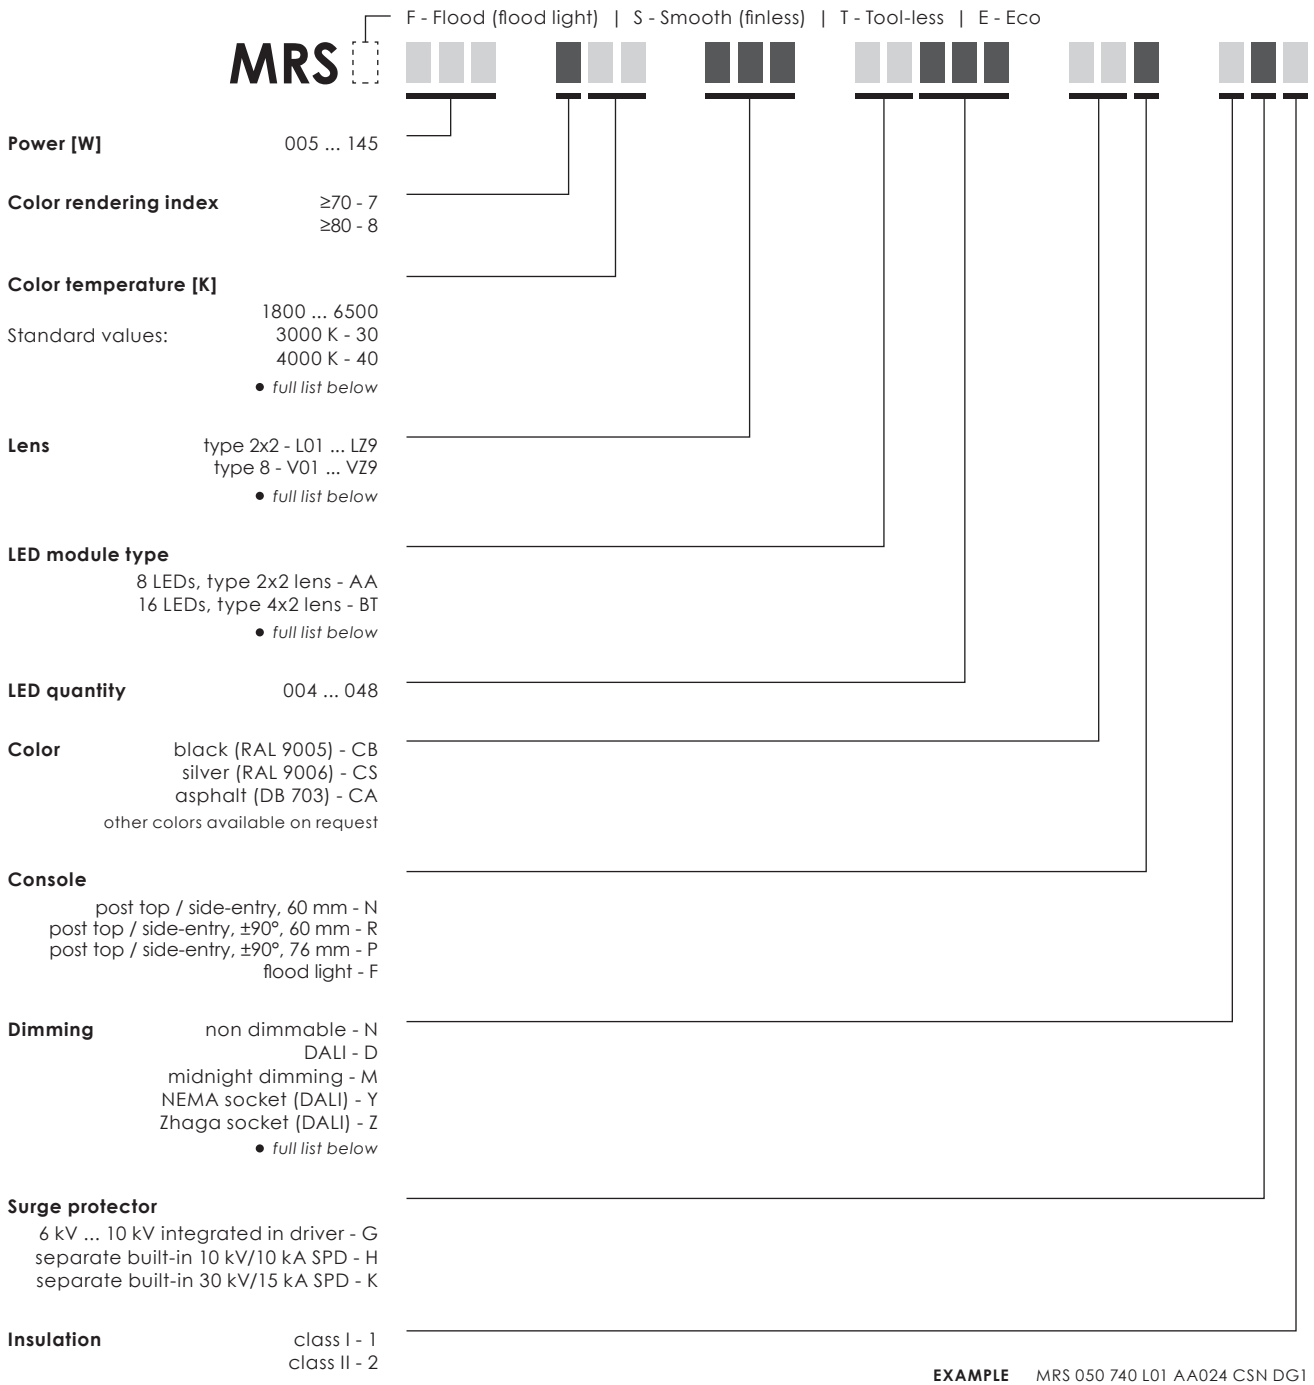 F - Flood (flood light) | S - Smooth (finless) | T - Tool-less | E - Eco
MRS
Power [W] 005 ... 145
Color rendering index ≥70 - 7
≥80 - 8
Color temperature [K]
1800 ... 6500
Standard values: 3000 K - 30
4000 K - 40
● full list below
Lens type 2x2 - L01 ... LZ9
type 8 - V01 ... VZ9
● full list below
LED module type
8 LEDs, type 2x2 lens - AA
16 LEDs, type 4x2 lens - BT
● full list below
LED quantity 004 ... 048
Color black (RAL 9005) - CB
silver (RAL 9006) - CS
asphalt (DB 703) - CA
other colors available on request
Console
post top / side-entry, 60 mm - N
post top / side-entry, ±90°, 60 mm - R
post top / side-entry, ±90°, 76 mm - P
flood light - F
Dimming non dimmable - N
DALI - D
midnight dimming - M
NEMA socket (DALI) - Y
Zhaga socket (DALI) - Z
● full list below
Surge protector
6 kV ... 10 kV integrated in driver - G
separate built-in 10 kV/10 kA SPD - H
separate built-in 30 kV/15 kA SPD - K
Insulation class I - 1
class II - 2
EXAMPLE MRS 050 740 L01 AA024 CSN DG1